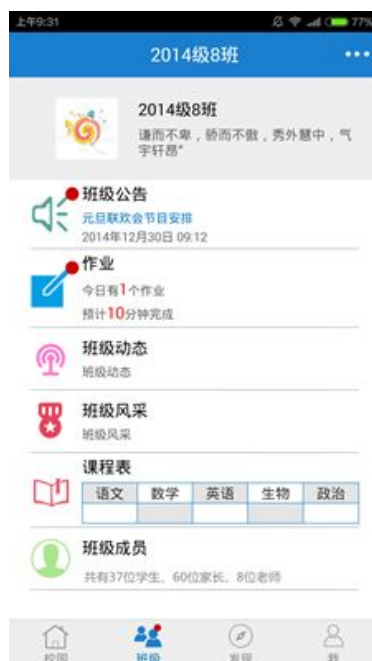 上午9:31 77%
2014级8班
2014级8班
谦而不卑，骄而不傲，秀外慧中，气
宇轩昂"
班级公告
元旦联欢会节目安排
2014年12月30日 09:12
作业
今日有1个作业
预计10分钟完成
班级动态
班级动态
班级风采
班级风采
课程表
语文 数学 英语 生物 政治
班级成员
共有37位学生、60位家长、8位老师
校园 班级 发现 我